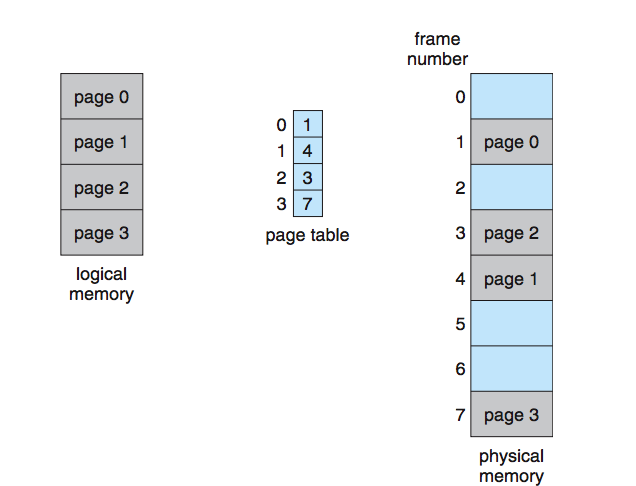 page 0
page 1
page 2
page 3
logical
memory
0 1
1 4
2 3
3 7
page table
frame
number
0
1 page 0
2
3 page 2
4 page 1
5
6
7 page 3
physical
memory